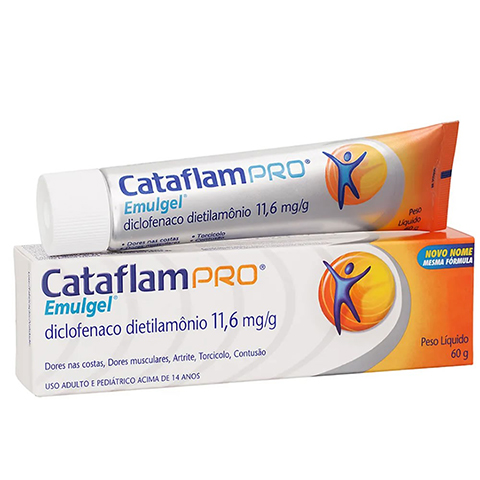 CataflamPRO®
Emulgel®
diclofenaco dietilamônio 11,6 mg/g
• Dores nas costas • Torcicolo
• Contusão
Peso
Líquido
60 g
CataflamPRO®
Emulgel®
diclofenaco dietilamônio 11,6 mg/g
Dores nas costas, Dores musculares, Artrite, Torcicolo, Contusão
USO ADULTO E PEDIÁTRICO ACIMA DE 14 ANOS
NOVO NOME
MESMA FÓRMULA
Peso Líquido
60 g